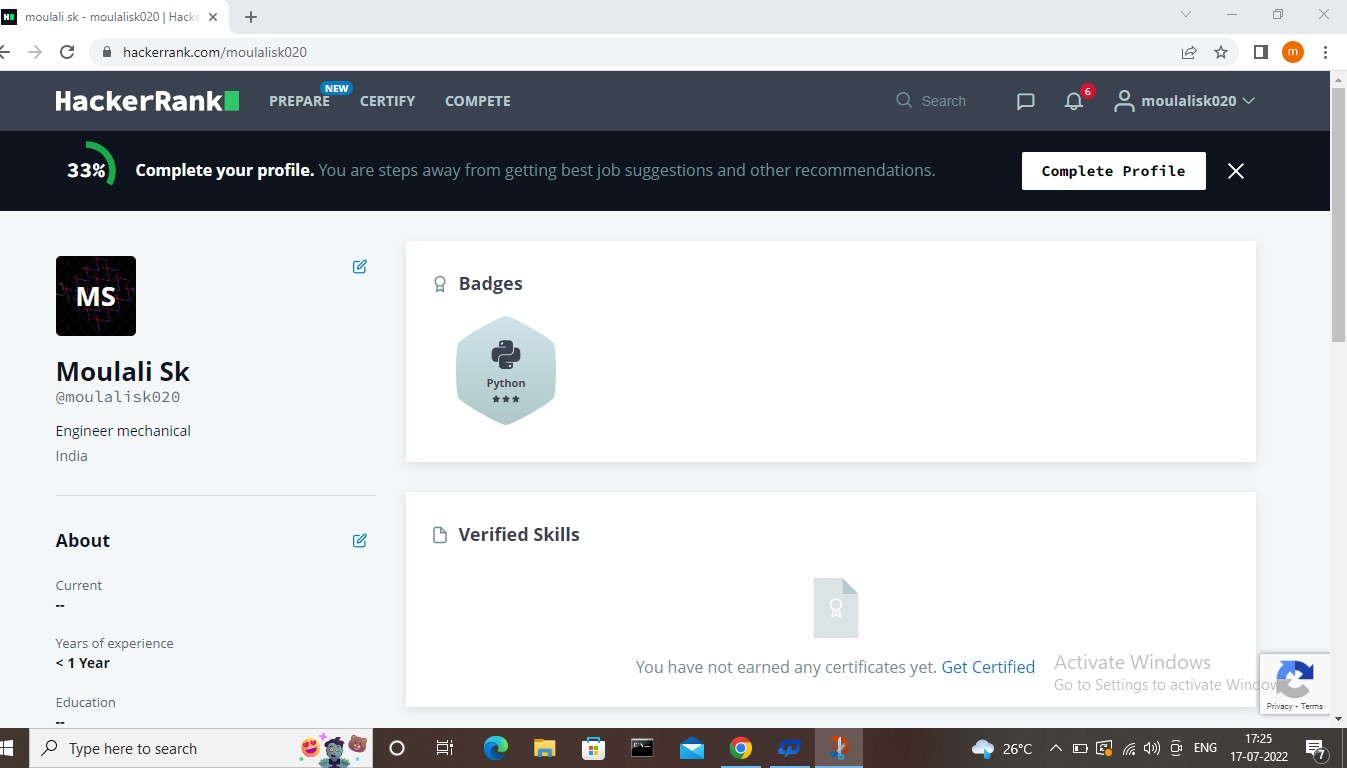 moulali sk - moulalisk020 | Hacke
hackerrank.com/moulalisk020
m
HackerRank
PREPARE
NEW
CERTIFY
COMPETE
Search
6
moulalisk020
33%
Complete your profile. You are steps away from getting best job suggestions and other recommendations.
Complete Profile
MS
Moulali Sk
@moulalisk020
Engineer mechanical
India
About
Current
--
Years of experience
< 1 Year
Education
--
Badges
Python
Verified Skills
You have not earned any certificates yet. Get Certified
Activate Windows
Go to Settings to activate Window
Privacy - Terms
Type here to search
26°C
ENG
17:25
17-07-2022
7